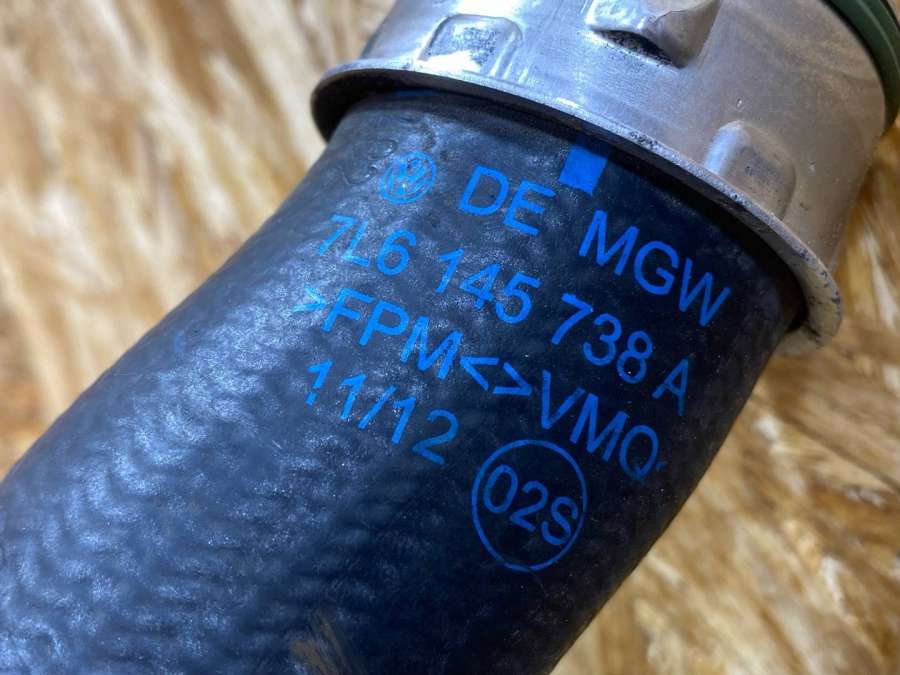 DE MGW
7L6 145 738 A
>FPM<>VMQ
11/12
02S